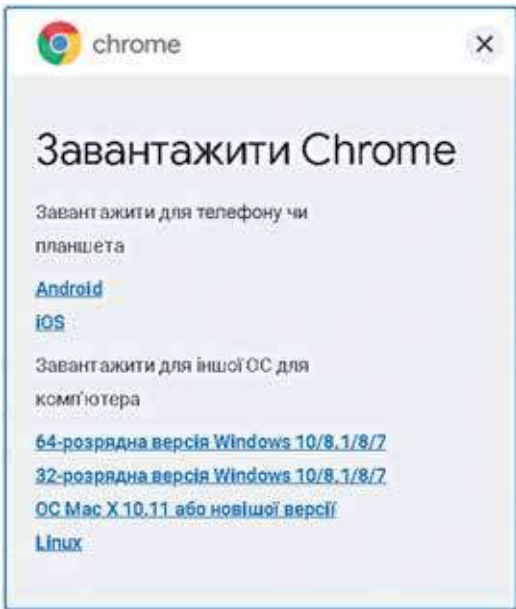 chrome
Завантажити Chrome
Завантажити для телефону чи
планшета
Android
iOS
Завантажити для іншої ОС для
комп'ютера
64-розрядна версія Windows 10/8.1/8/7
32-розрядна версія Windows 10/8.1/8/7
ОС Mac X 10.11 або новішої версії
Linux